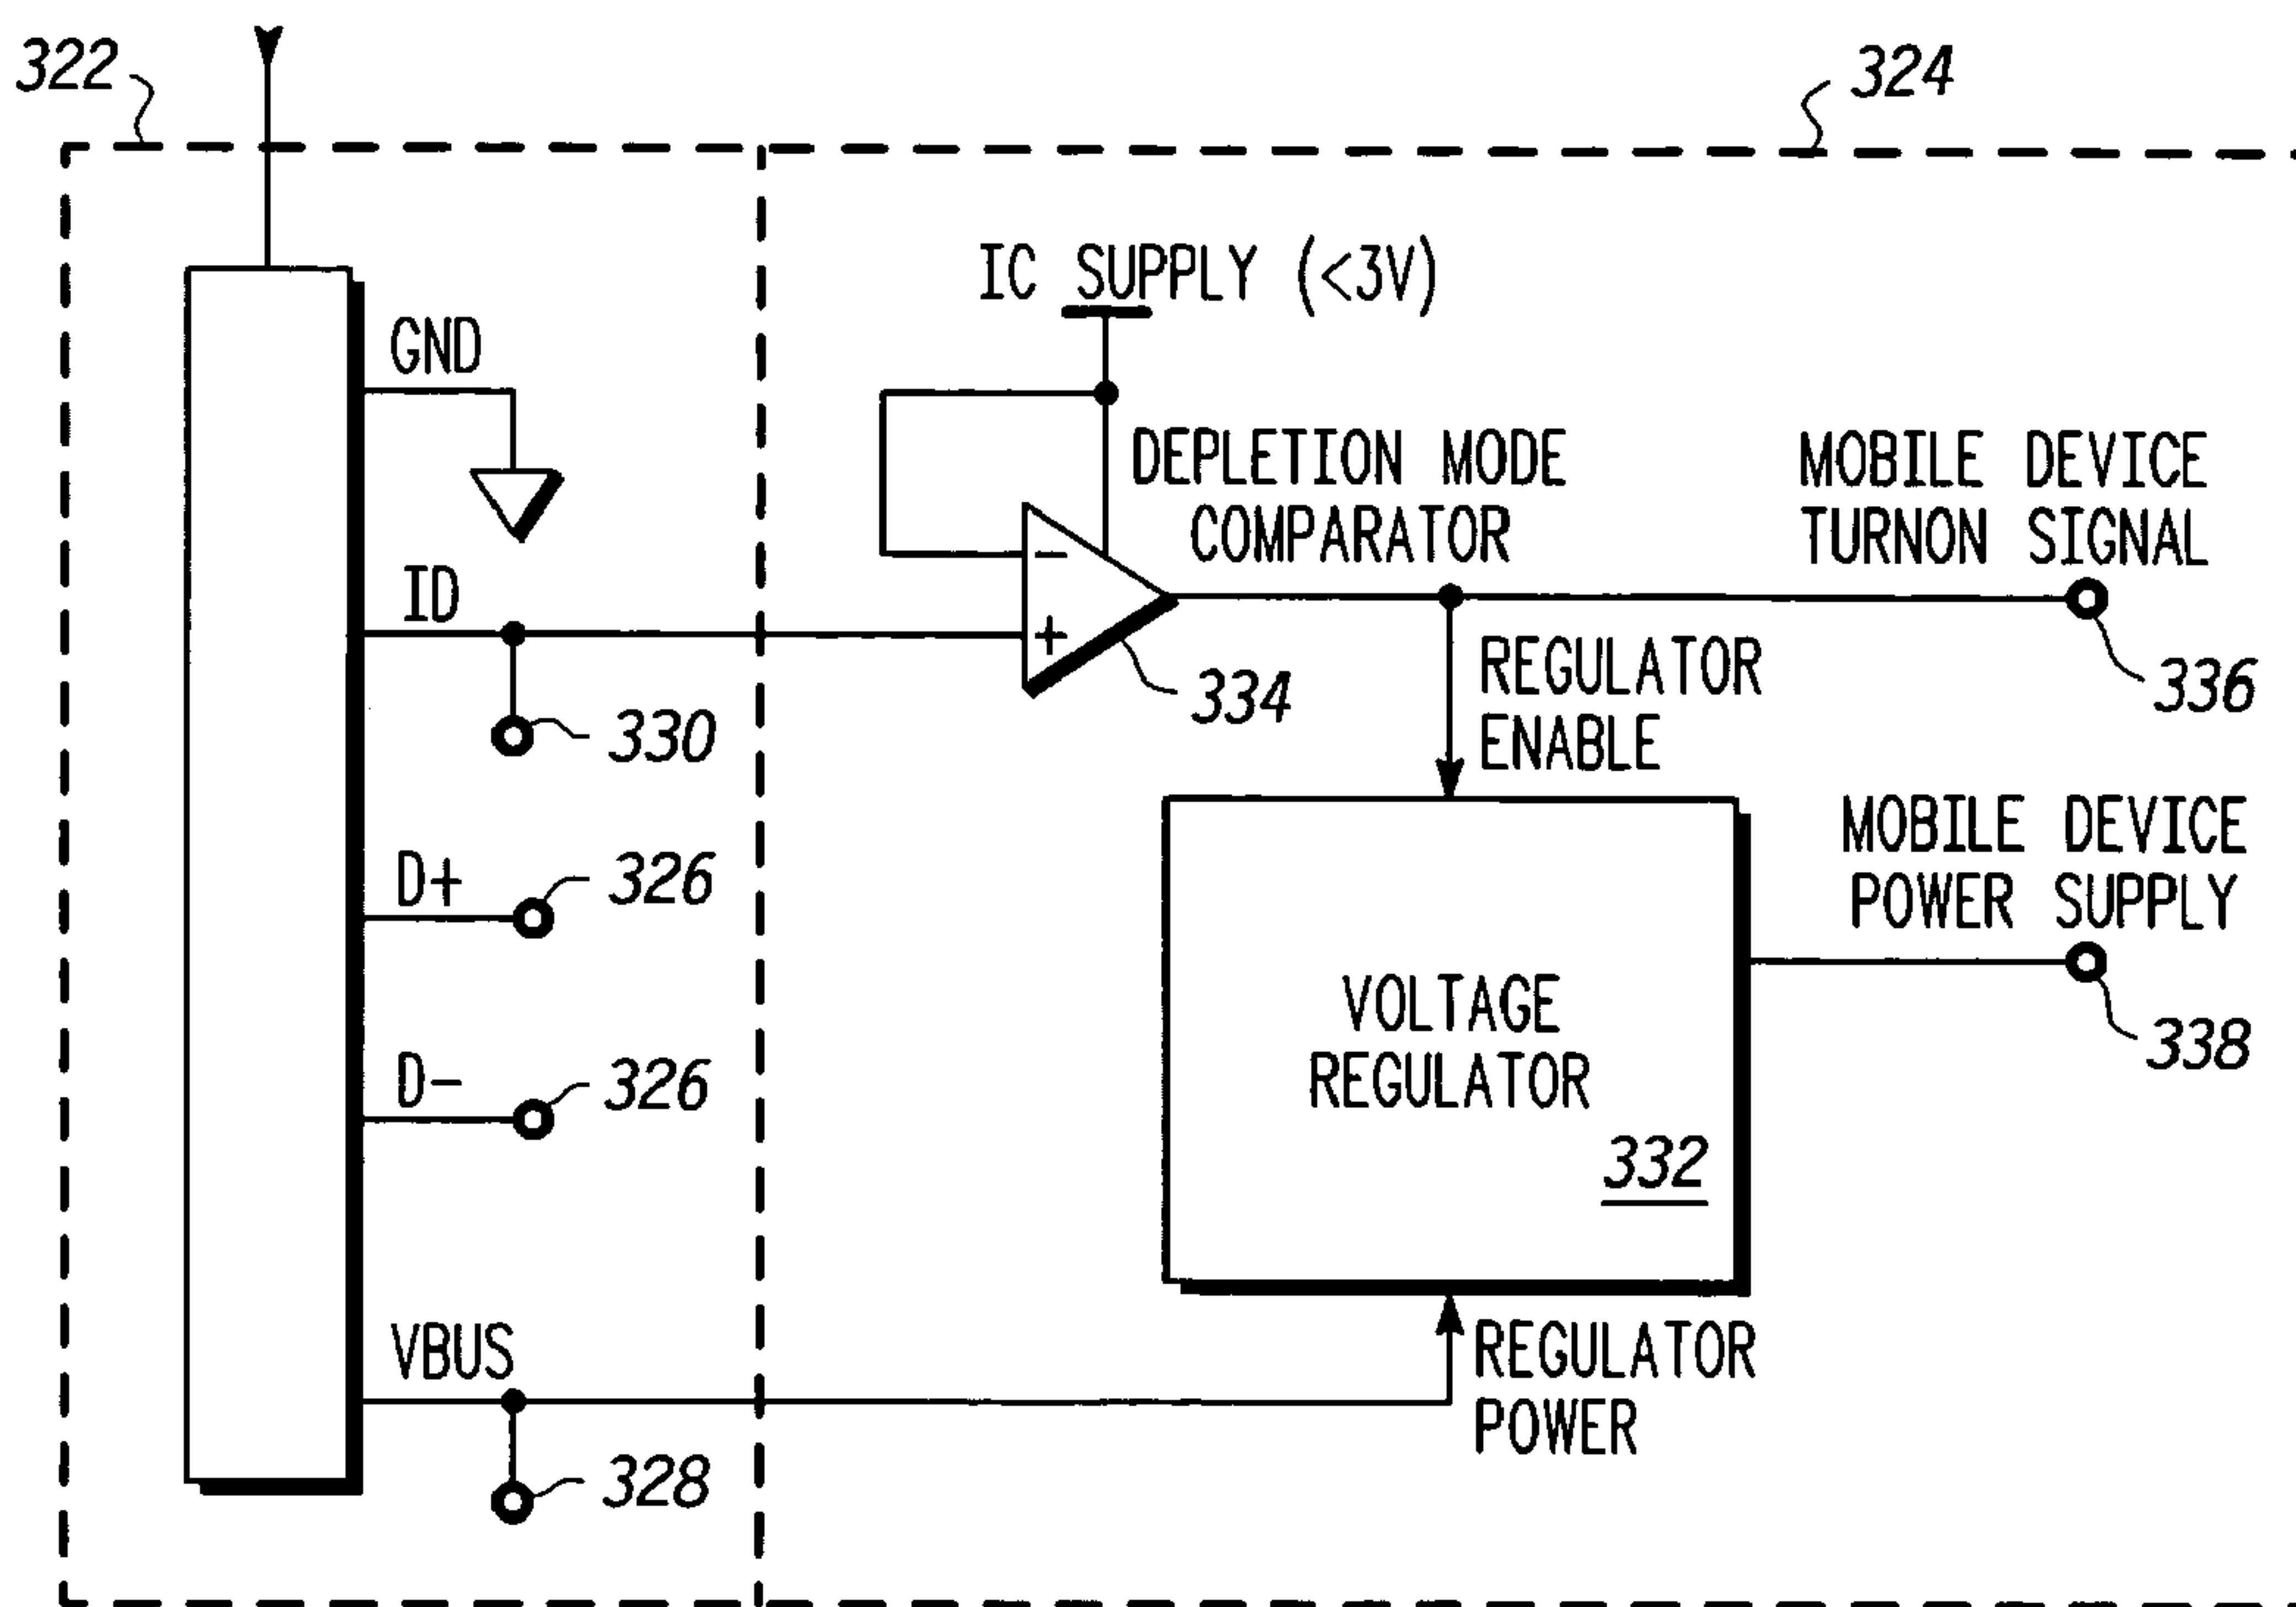 322
324
IC SUPPLY (<3V)
GND
DEPLETION MODE
COMPARATOR
MOBILE DEVICE
TURNON SIGNAL
ID
−
+
334
REGULATOR
ENABLE
336
330
D+
326
MOBILE DEVICE
POWER SUPPLY
VOLTAGE
REGULATOR
332
338
D−
326
VBUS
REGULATOR
POWER
328